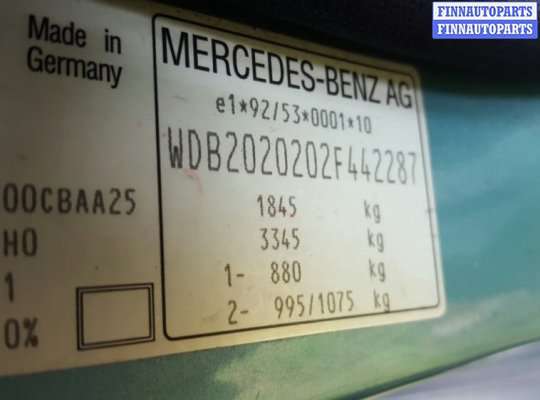 FINNAUTOPARTS
FINNAUTOPARTS
Made in
Germany
MERCEDES-BENZ AG
e1*92/53*0001*10
WDB2020202F442287
1845 kg
3345 kg
1- 880 kg
2- 995/1075 kg
00CBAA25
H0
1
0%